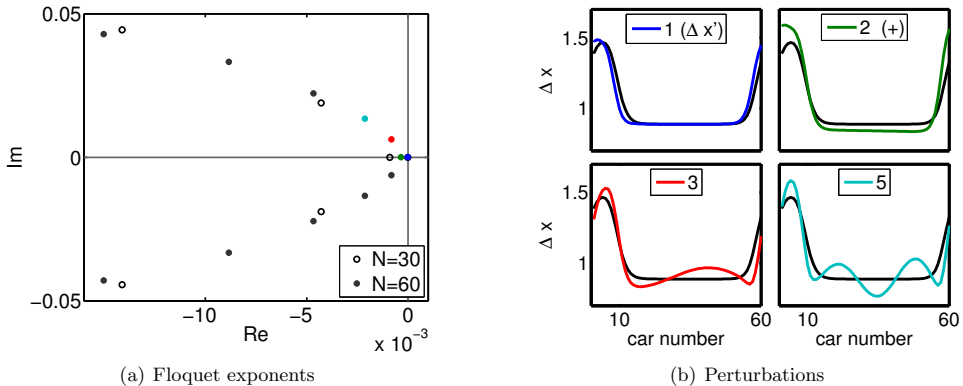 0.05
0
-0.05
Im
-10
-5
0
Re
x 10⁻³
N=30
N=60
(a) Floquet exponents
1 (Δ x')
2 (+)
1.5
1
Δ x
3
5
1.5
1
Δ x
10
60
10
60
car number
car number
(b) Perturbations